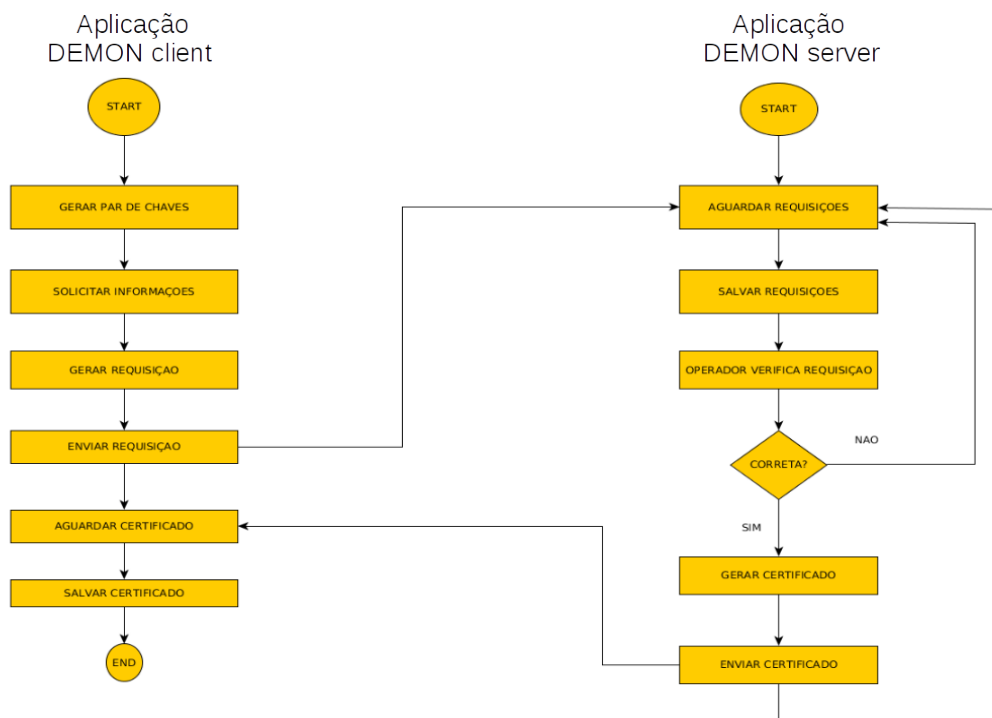 Aplicação
DEMON client
START
GERAR PAR DE CHAVES
SOLICITAR INFORMAÇOES
GERAR REQUISIÇAO
ENVIAR REQUISIÇAO
AGUARDAR CERTIFICADO
SALVAR CERTIFICADO
END
Aplicação
DEMON server
START
AGUARDAR REQUISIÇOES
SALVAR REQUISIÇOES
OPERADOR VERIFICA REQUISIÇAO
CORRETA?
NAO
SIM
GERAR CERTIFICADO
ENVIAR CERTIFICADO